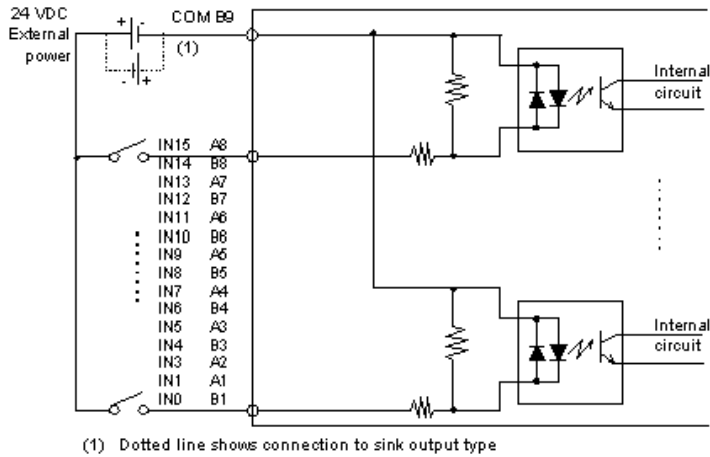 24 VDC
External
power
+ -
- +
COM B9
(1)
Internal
circuit
IN15 A8
IN14 B8
IN13 A7
IN12 B7
IN11 A6
IN10 B6
IN9 A5
IN8 B5
IN7 A4
IN6 B4
IN5 A3
IN4 B3
IN3 A2
IN1 A1
IN0 B1
Internal
circuit
(1) Dotted line shows connection to sink output type